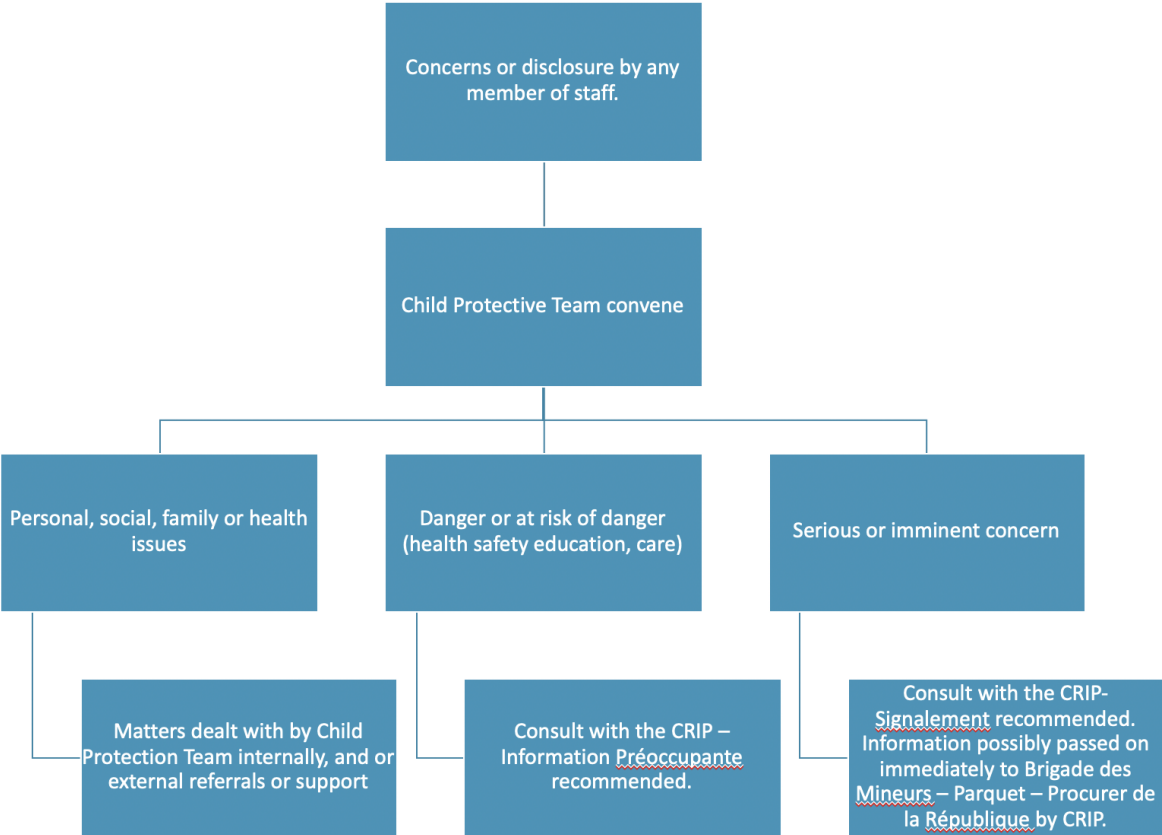 Concerns or disclosure by any
member of staff.
Child Protective Team convene
Personal, social, family or health
issues
Danger or at risk of danger
(health safety education, care)
Serious or imminent concern
Matters dealt with by Child
Protection Team internally, and or
external referrals or support
Consult with the CRIP –
Information Préoccupante
recommended.
Consult with the CRIP-
Signalement recommended.
Information possibly passed on
immediately to Brigade des
Mineurs – Parquet – Procurer de
la République by CRIP.